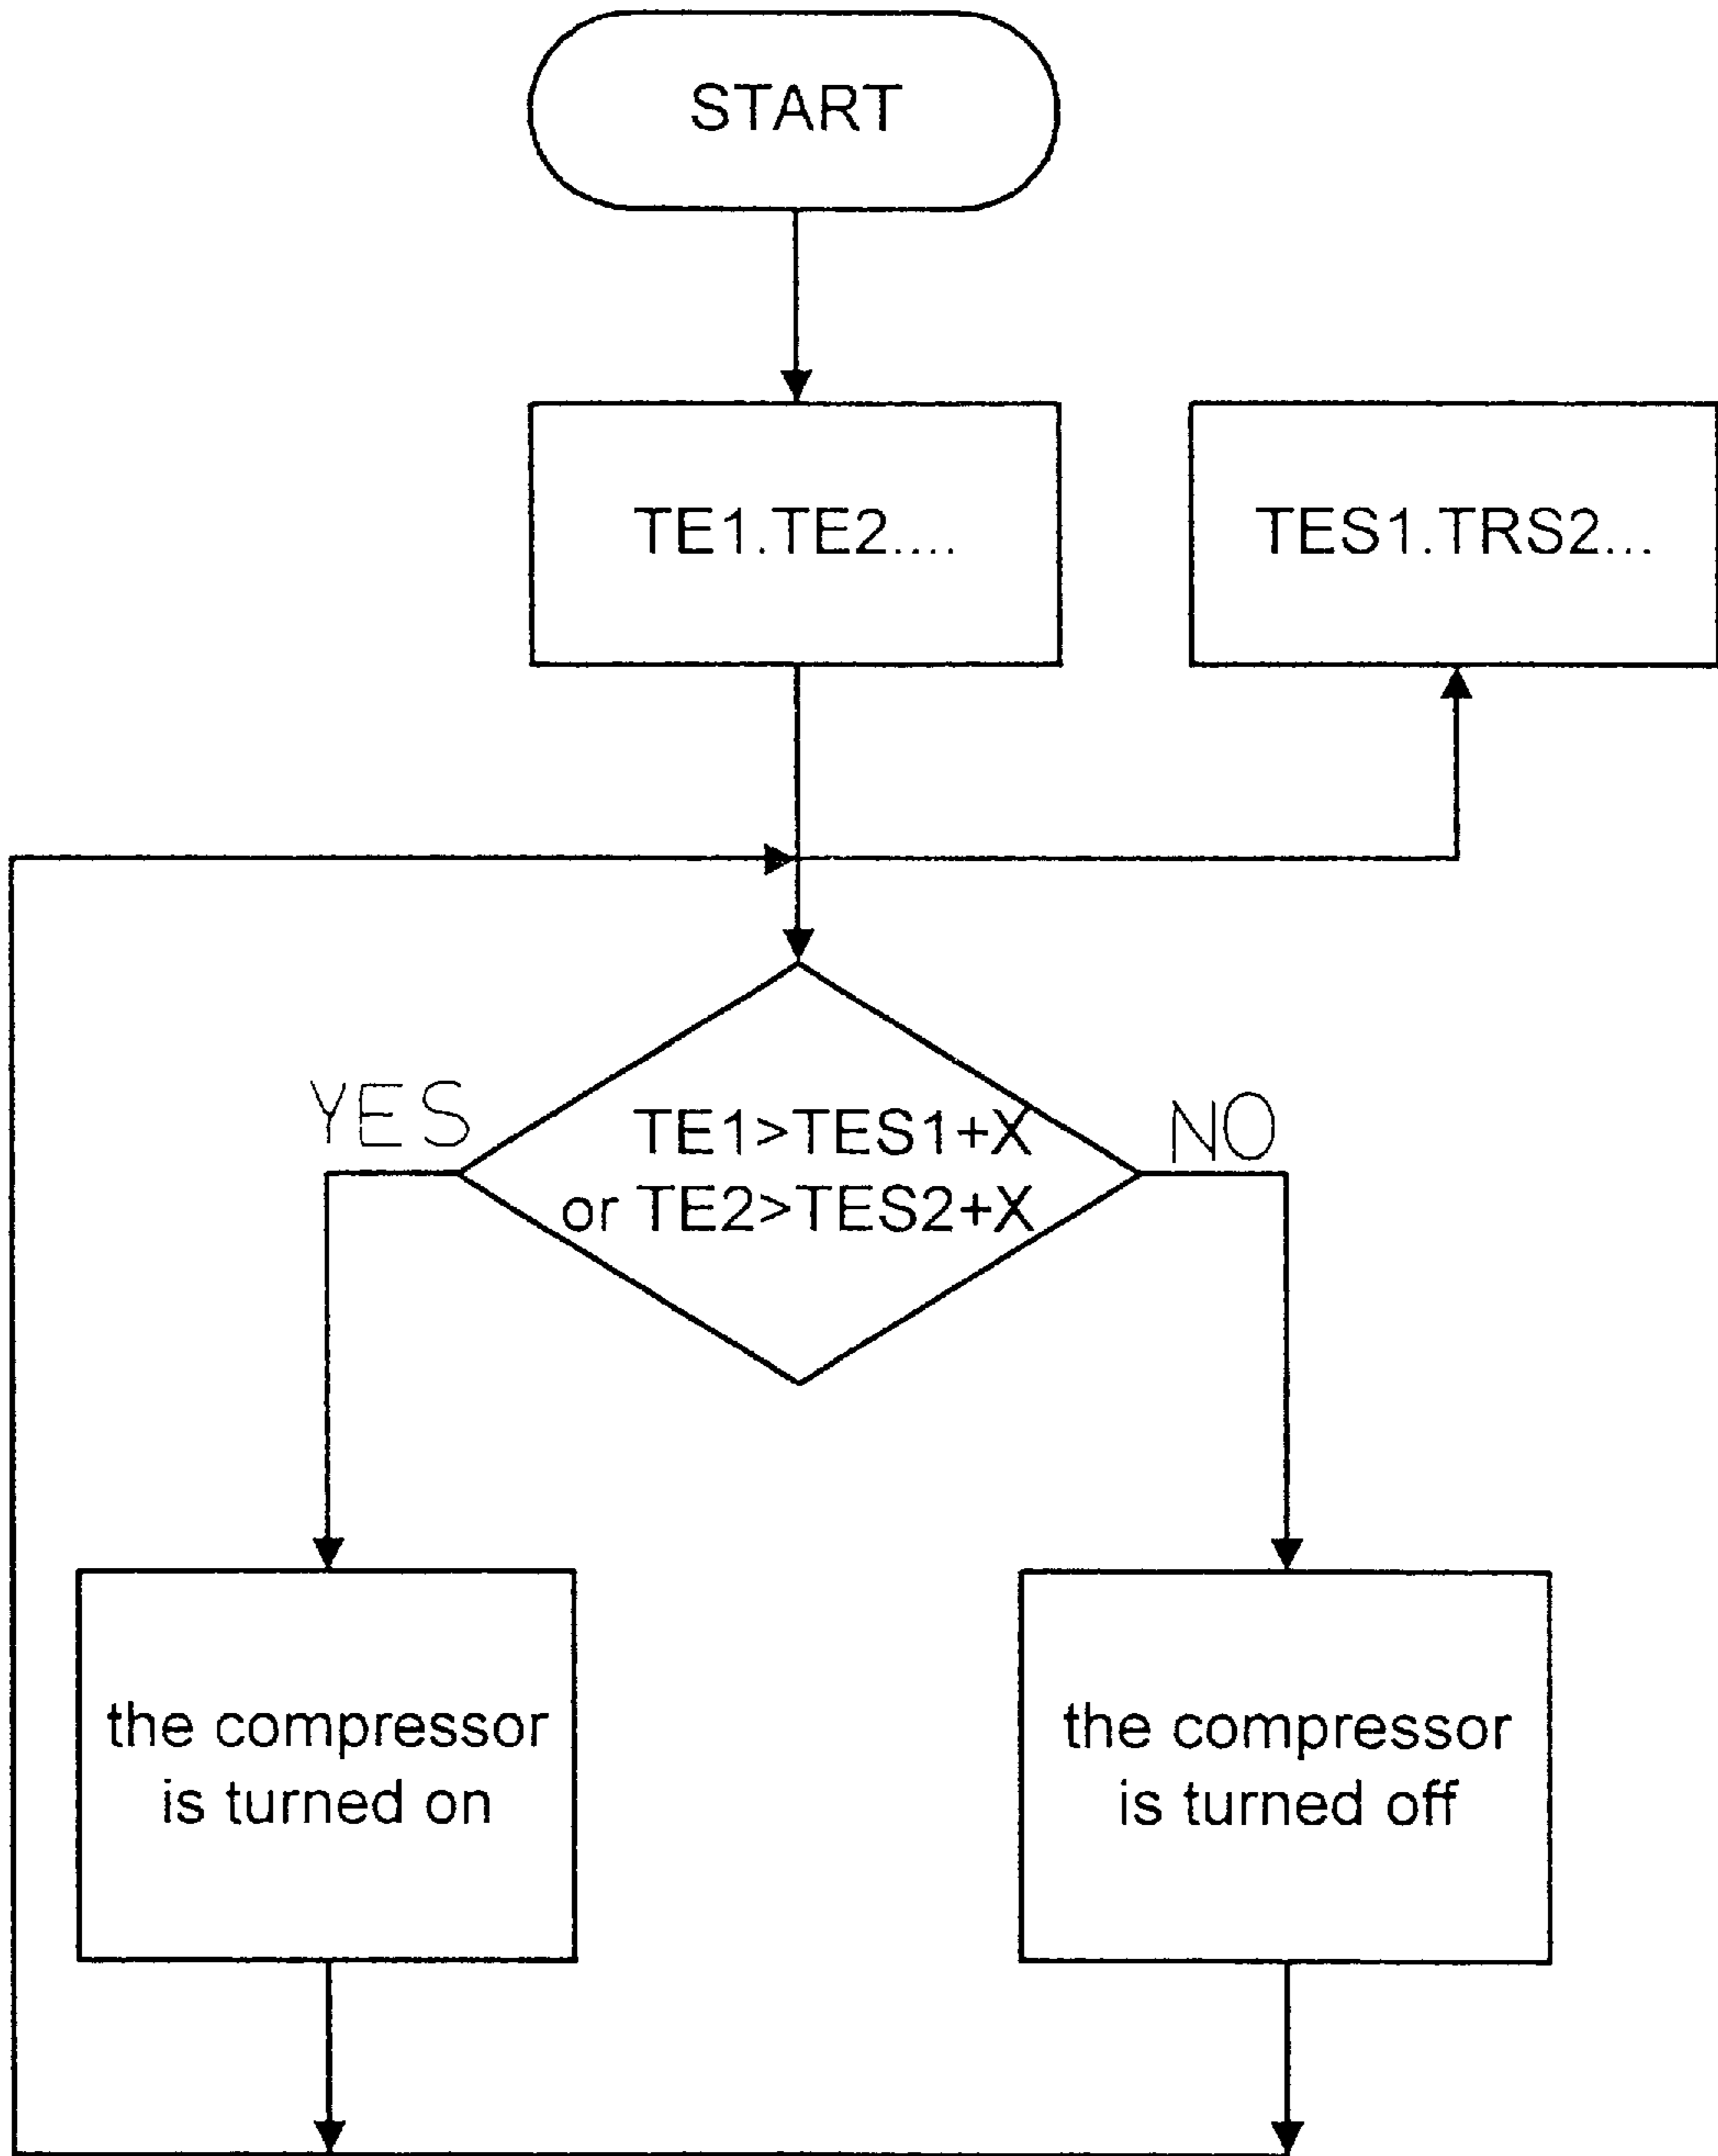 START
TE1.TE2....
TES1.TRS2...
YES
NO
TE1>TES1+X
or TE2>TES2+X
the compressor
is turned on
the compressor
is turned off